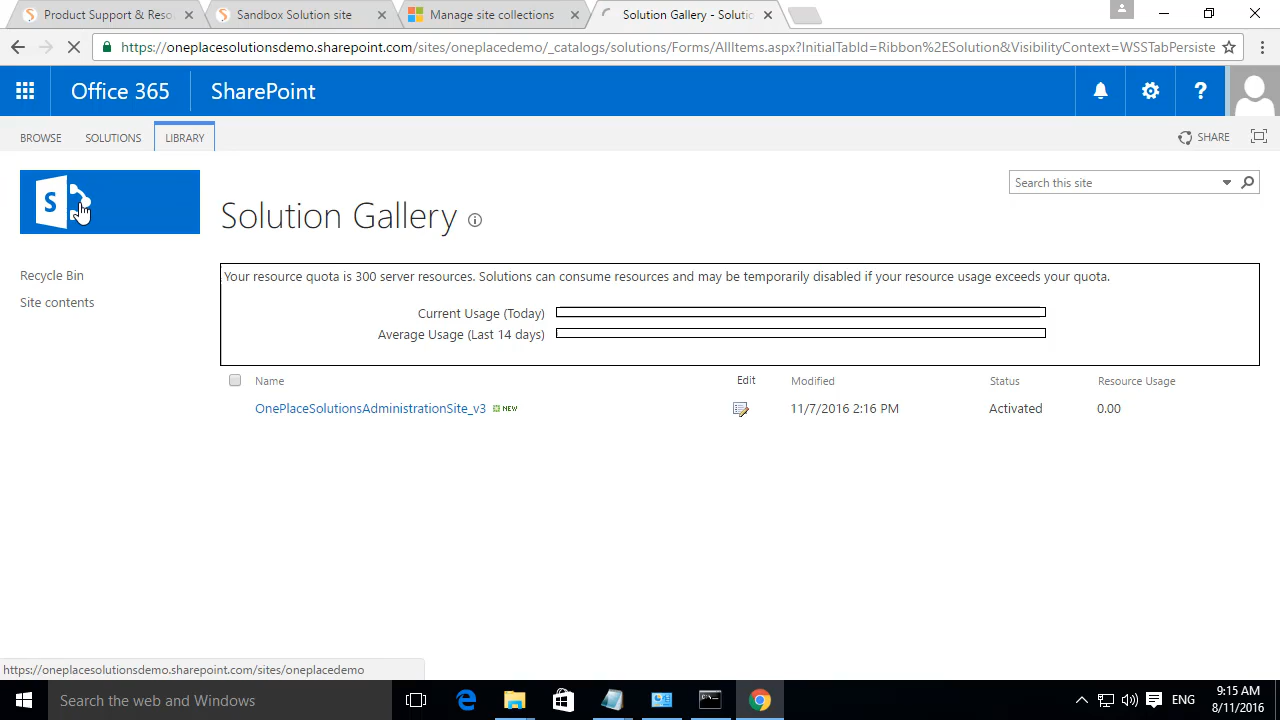 Product Support & Reso
Sandbox Solution site
Manage site collections
Solution Gallery - Solutic
https://oneplacesolutionsdemo.sharepoint.com/sites/oneplacedemo/_catalogs/solutions/Forms/AllItems.aspx?InitialTabId=Ribbon%2ESolution&VisibilityContext=WSSTabPersiste
Office 365
SharePoint
?
BROWSE
SOLUTIONS
LIBRARY
SHARE
S
Search this site
Solution Gallery
Recycle Bin
Site contents
Your resource quota is 300 server resources. Solutions can consume resources and may be temporarily disabled if your resource usage exceeds your quota.
Current Usage (Today)
Average Usage (Last 14 days)
Name
Edit
Modified
Status
Resource Usage
OnePlaceSolutionsAdministrationSite_v3
NEW
11/7/2016 2:16 PM
Activated
0.00
https://oneplacesolutionsdemo.sharepoint.com/sites/oneplacedemo
Search the web and Windows
ENG
9:15 AM
8/11/2016